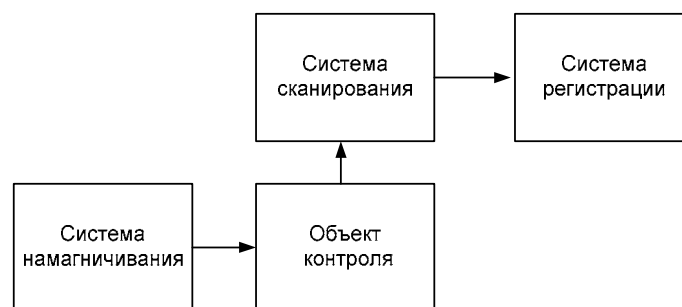 Система
сканирования
Система
регистрации
Система
намагничивания
Объект
контроля